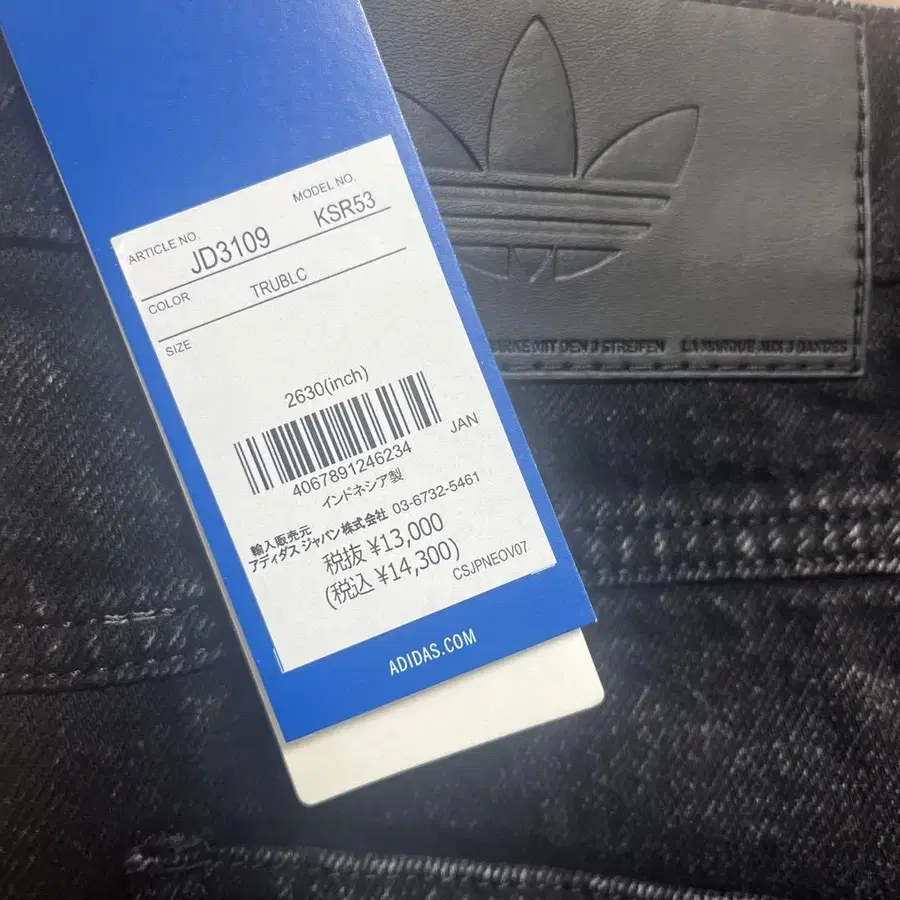 ARTICLE NO. MODEL NO.
JD3109 KSR53
COLOR TRUBLC
SIZE
2630(inch)
JAN
4067891246234
インドネシア製
輸入販売元
アディダス ジャパン株式会社 03-6732-5461
税抜 ¥13,000
(税込 ¥14,300)
CSJPNEOV07
ADIDAS.COM
MIT DEN 3 STREIFEN LA MARQUE AUX 3 BANDES